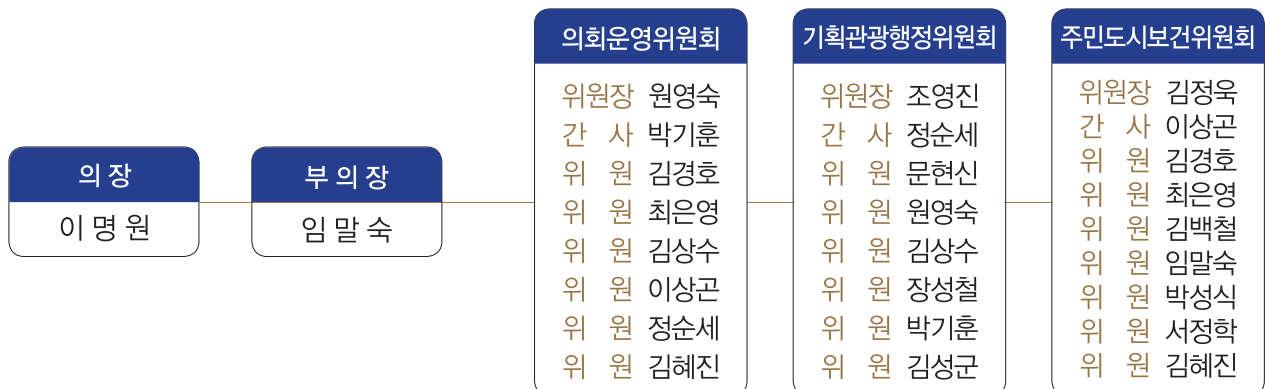 의장
이명원
부의장
임말숙
의회운영위원회
위원장 원영숙
간 사 박기훈
위 원 김경호
위 원 최은영
위 원 김상수
위 원 이상곤
위 원 정순세
위 원 김혜진
기획관광행정위원회
위원장 조영진
간 사 정순세
위 원 문현신
위 원 원영숙
위 원 김상수
위 원 장성철
위 원 박기훈
위 원 김성군
주민도시보건위원회
위원장 김정욱
간 사 이상곤
위 원 김경호
위 원 최은영
위 원 김백철
위 원 임말숙
위 원 박성식
위 원 서정학
위 원 김혜진